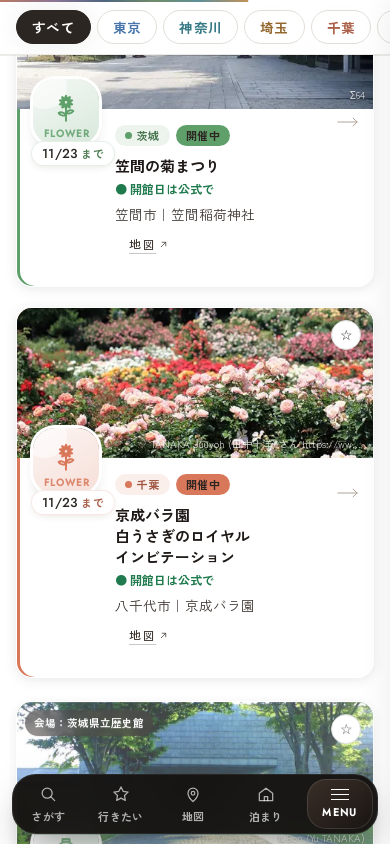 すべて
東京
神奈川
埼玉
千葉
Σ64
FLOWER
11/23 まで
茨城
開催中
笠間の菊まつり
開館日は公式で
笠間市｜笠間稲荷神社
地図
FLOWER
11/23 まで
千葉
開催中
京成バラ園
白うさぎのロイヤル
インビテーション
開館日は公式で
八千代市｜京成バラ園
地図
会場：茨城県立歴史館
さがす
行きたい
地図
泊まり
MENU